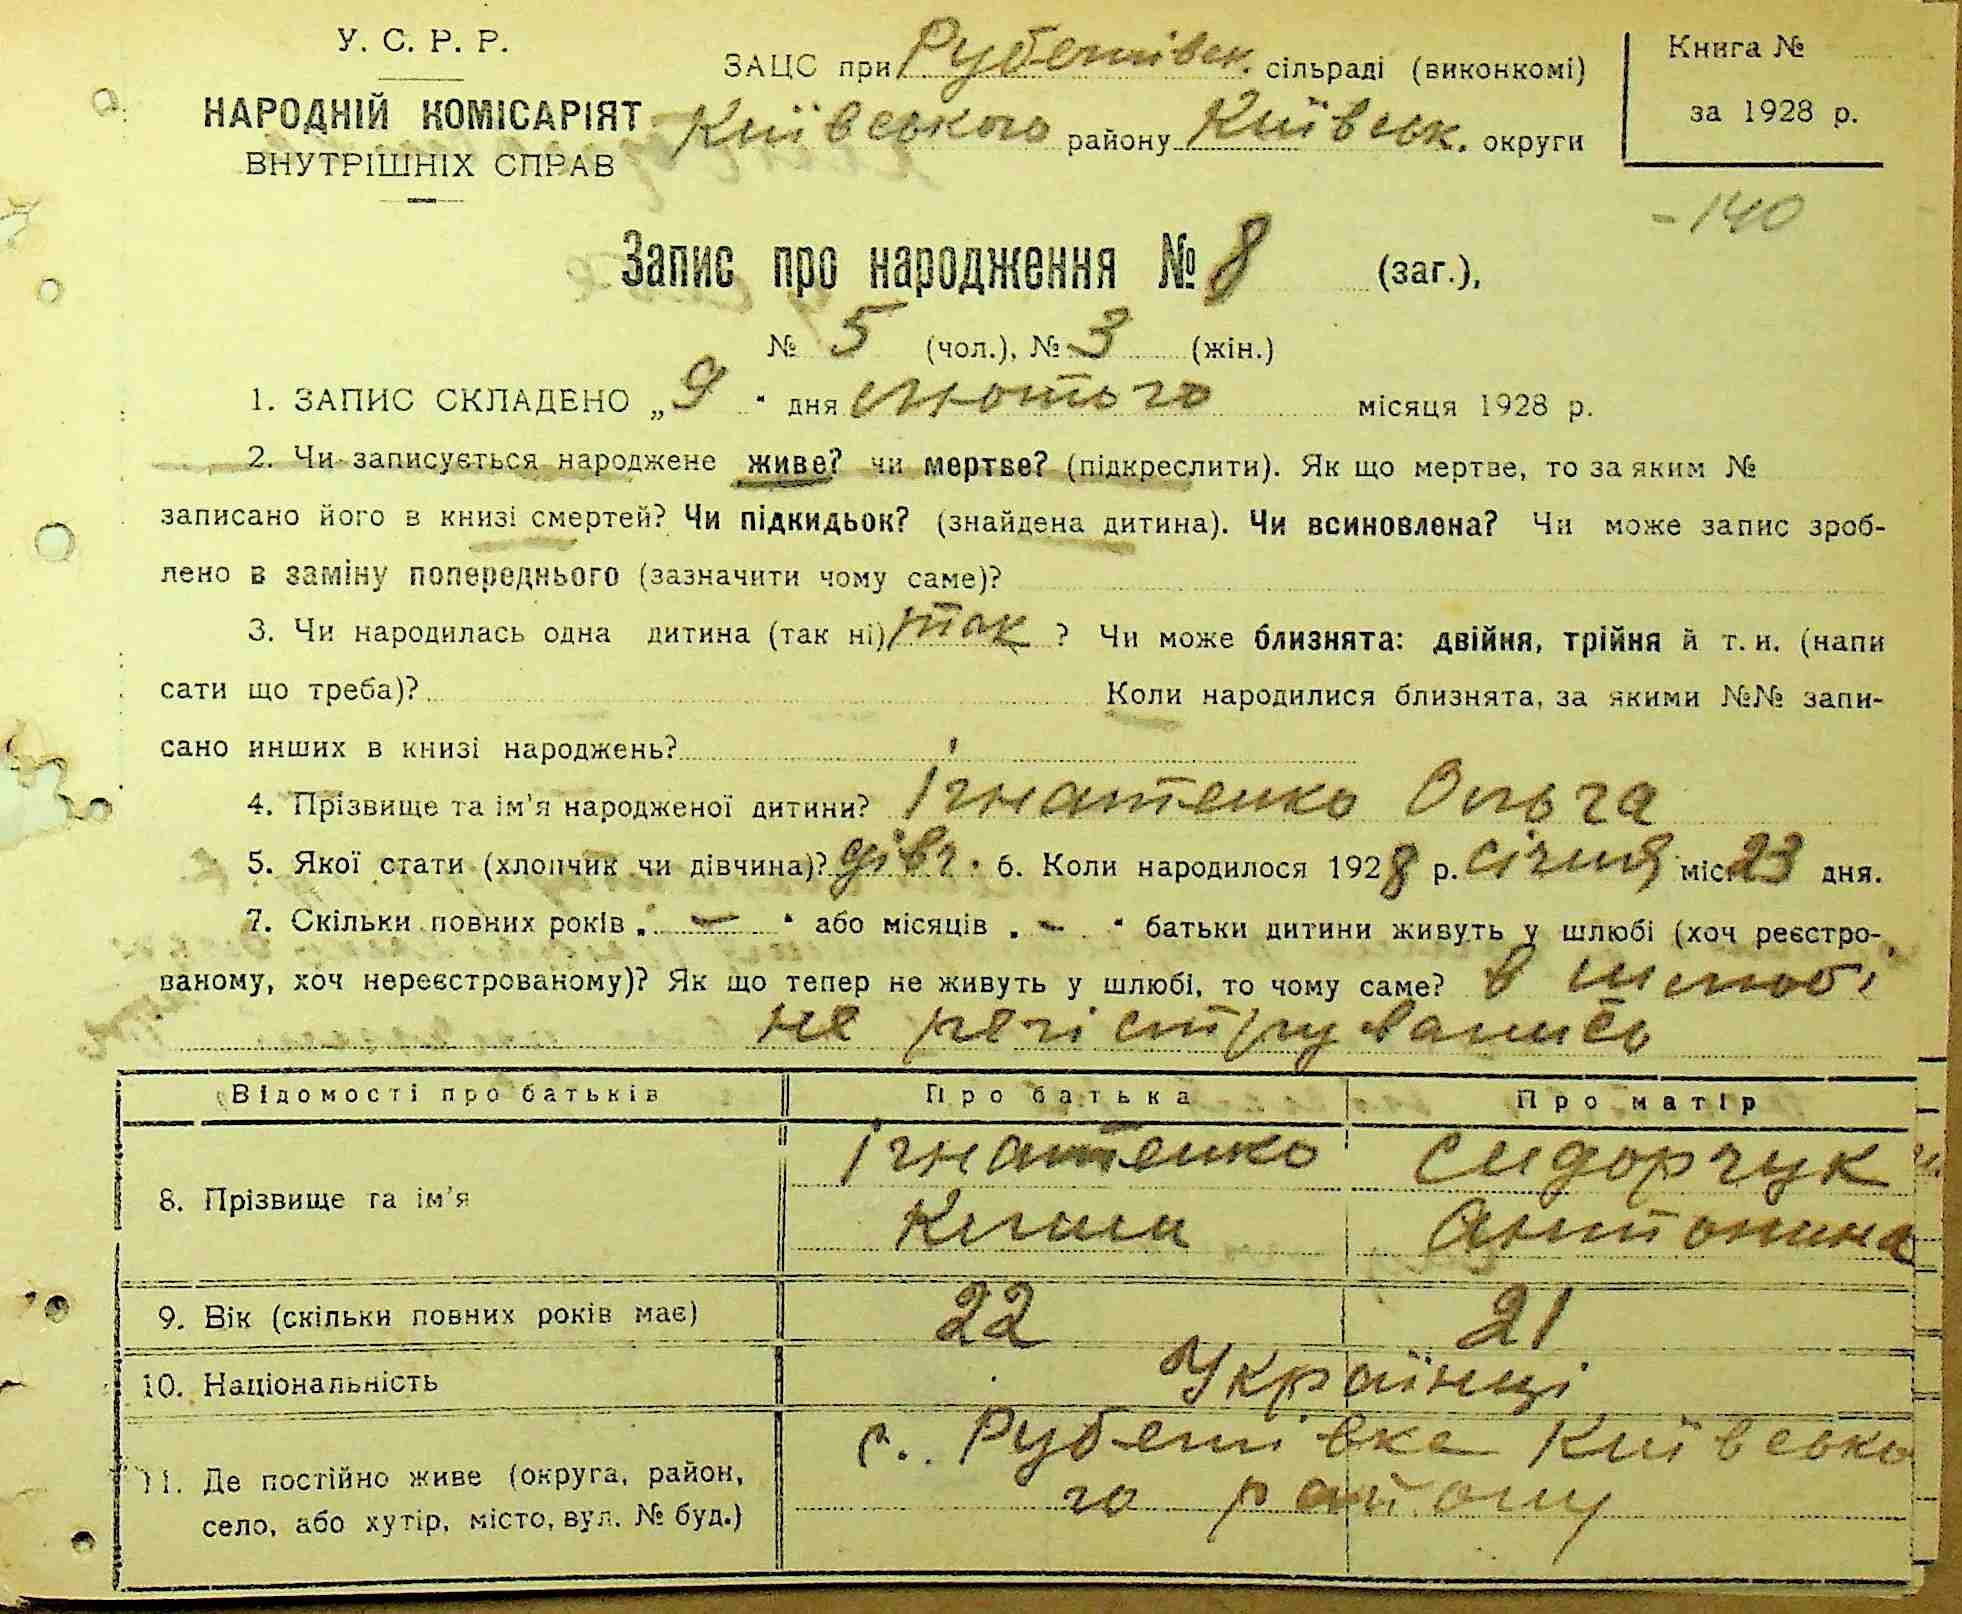 У. С. Р. Р.
НАРОДНІЙ КОМІСАРІЯТ
ВНУТРІШНІХ СПРАВ
ЗАЦС при Рубежівськ. сільраді (виконкомі)
Київського району Київськ. округи
Книга №
за 1928 р.
-140
Запис про народження № 8 (заг.),
№ 5 (чол.), № 3 (жін.)
1. ЗАПИС СКЛАДЕНО „9“ дня лютого місяця 1928 р.
2. Чи записується народжене живе? чи мертве? (підкреслити). Як що мертве, то за яким №
записано його в книзі смертей? Чи підкидьок? (знайдена дитина). Чи всиновлена? Чи може запис зроб-
лено в заміну попереднього (зазначити чому саме)?
3. Чи народилась одна дитина (так ні) так ? Чи може близнята: двійня, трійня й т. и. (напи
сати що треба)? Коли народилися близнята, за якими №№ запи-
сано инших в книзі народжень?
4. Прізвище та ім'я народженої дитини? Ігнатенко Ольга
5. Якої стати (хлопчик чи дівчина)? дівч. 6. Коли народилося 1928 р. січня міс. 23 дня.
7. Скільки повних років „ — “ або місяців „ — “ батьки дитини живуть у шлюбі (хоч реєстро-
ваному, хоч нереєстрованому)? Як що тепер не живуть у шлюбі, то чому саме? в шлюбі
не регіструвались
Відомості про батьків Про батька Про матір
8. Прізвище та ім'я Ігнатенко Сидорчук
Антонина
9. Вік (скільки повних років має) 22 21
10. Національність Українці
11. Де постійно живе (округа, район, с. Київсько
село, або хутір, місто, вул. № буд.) го району